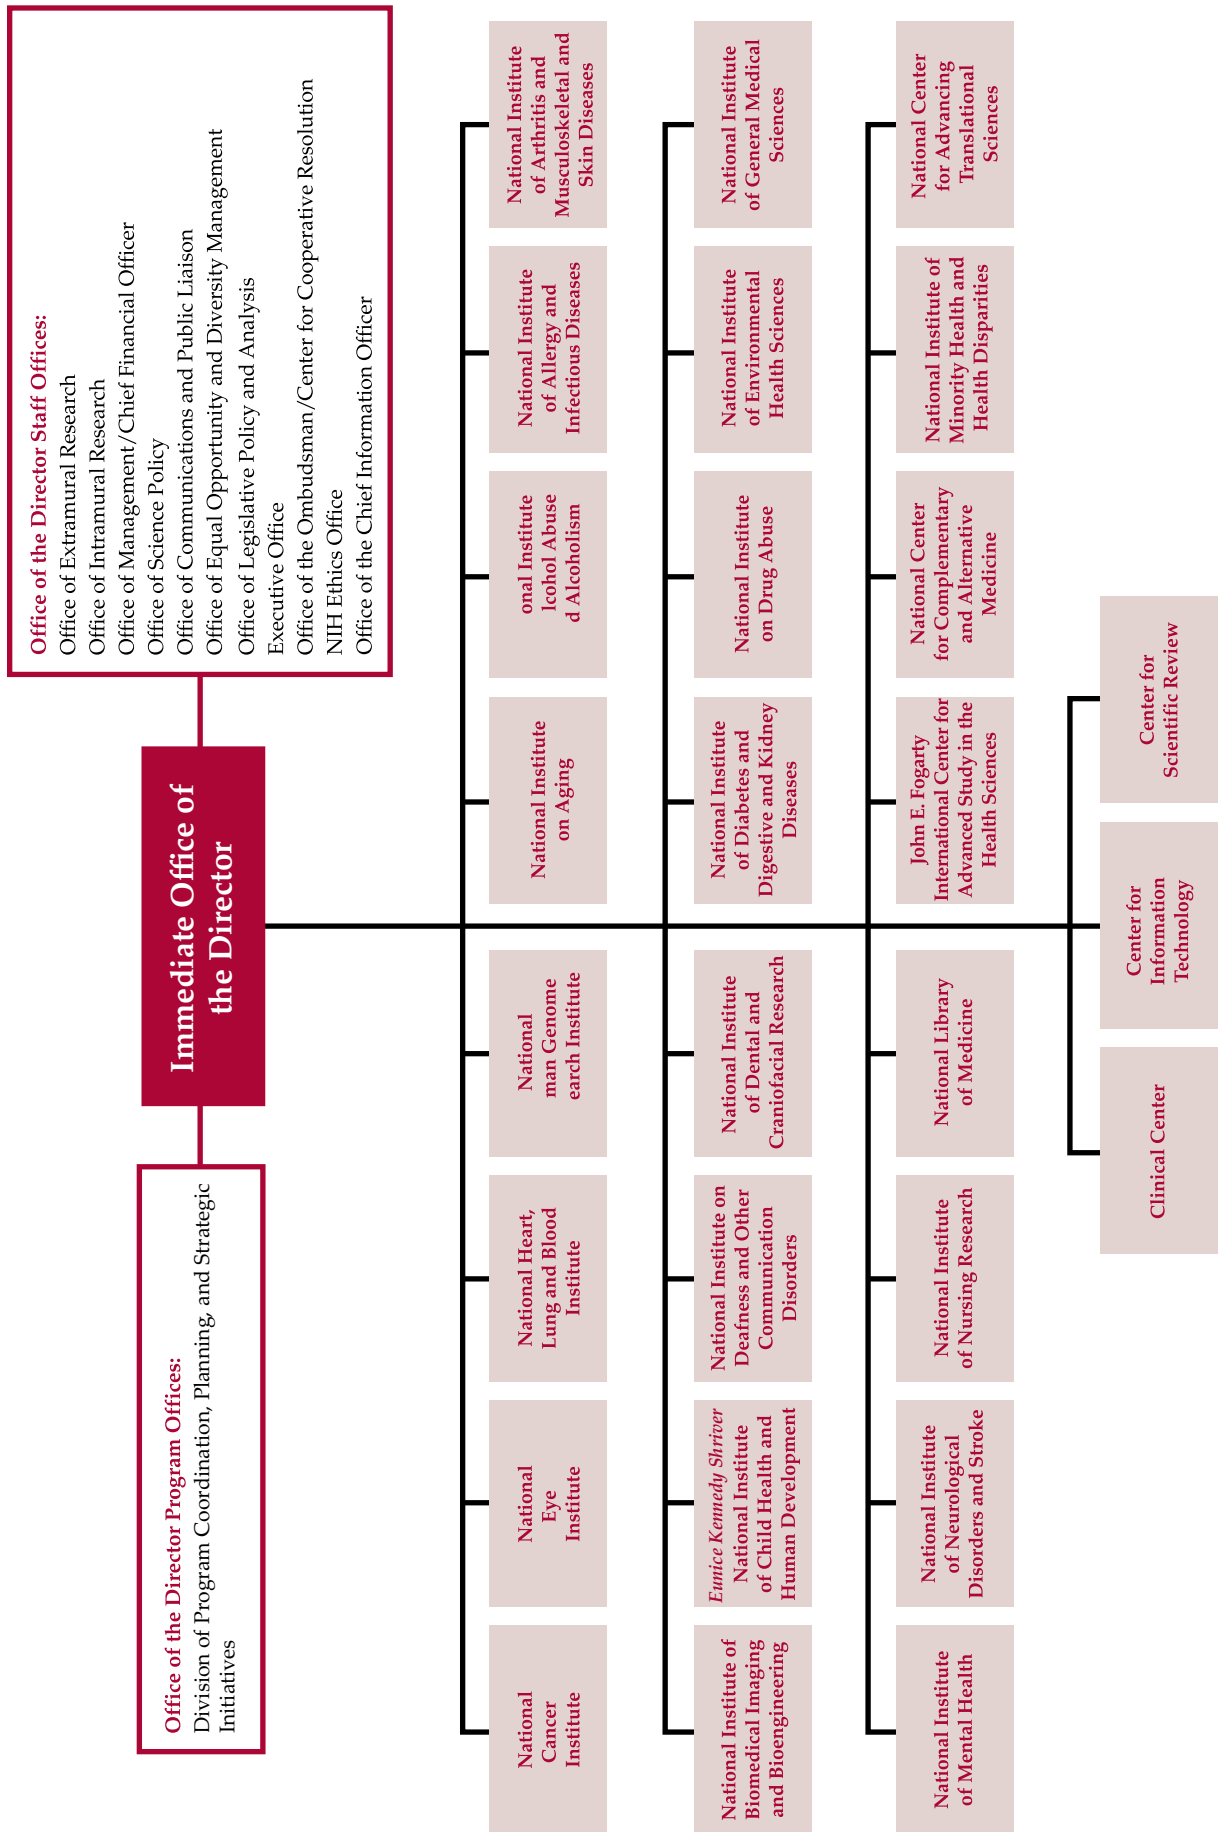 Immediate Office of
the Director
Office of the Director Program Offices:
Division of Program Coordination, Planning, and Strategic
Initiatives
Office of the Director Staff Offices:
Office of Extramural Research
Office of Intramural Research
Office of Management/Chief Financial Officer
Office of Science Policy
Office of Communications and Public Liaison
Office of Equal Opportunity and Diversity Management
Office of Legislative Policy and Analysis
Executive Office
Office of the Ombudsman/Center for Cooperative Resolution
NIH Ethics Office
Office of the Chief Information Officer
National
Cancer
Institute
National
Eye
Institute
National Heart,
Lung and Blood
Institute
National
man Genome
earch Institute
National Institute
on Aging
onal Institute
lcohol Abuse
d Alcoholism
National Institute
of Allergy and
Infectious Diseases
National Institute
of Arthritis and
Musculoskeletal and
Skin Diseases
National Institute of
Biomedical Imaging
and Bioengineering
Eunice Kennedy Shriver
National Institute
of Child Health and
Human Development
National Institute on
Deafness and Other
Communication
Disorders
National Institute
of Dental and
Craniofacial Research
National Institute
of Diabetes and
Digestive and Kidney
Diseases
National Institute
on Drug Abuse
National Institute
of Environmental
Health Sciences
National Institute
of General Medical
Sciences
National Institute
of Mental Health
National Institute
of Neurological
Disorders and Stroke
National Institute
of Nursing Research
National Library
of Medicine
John E. Fogarty
International Center for
Advanced Study in the
Health Sciences
National Center
for Complementary
and Alternative
Medicine
National Institute of
Minority Health and
Health Disparities
National Center
for Advancing
Translational
Sciences
Clinical Center
Center for
Information
Technology
Center for
Scientific Review